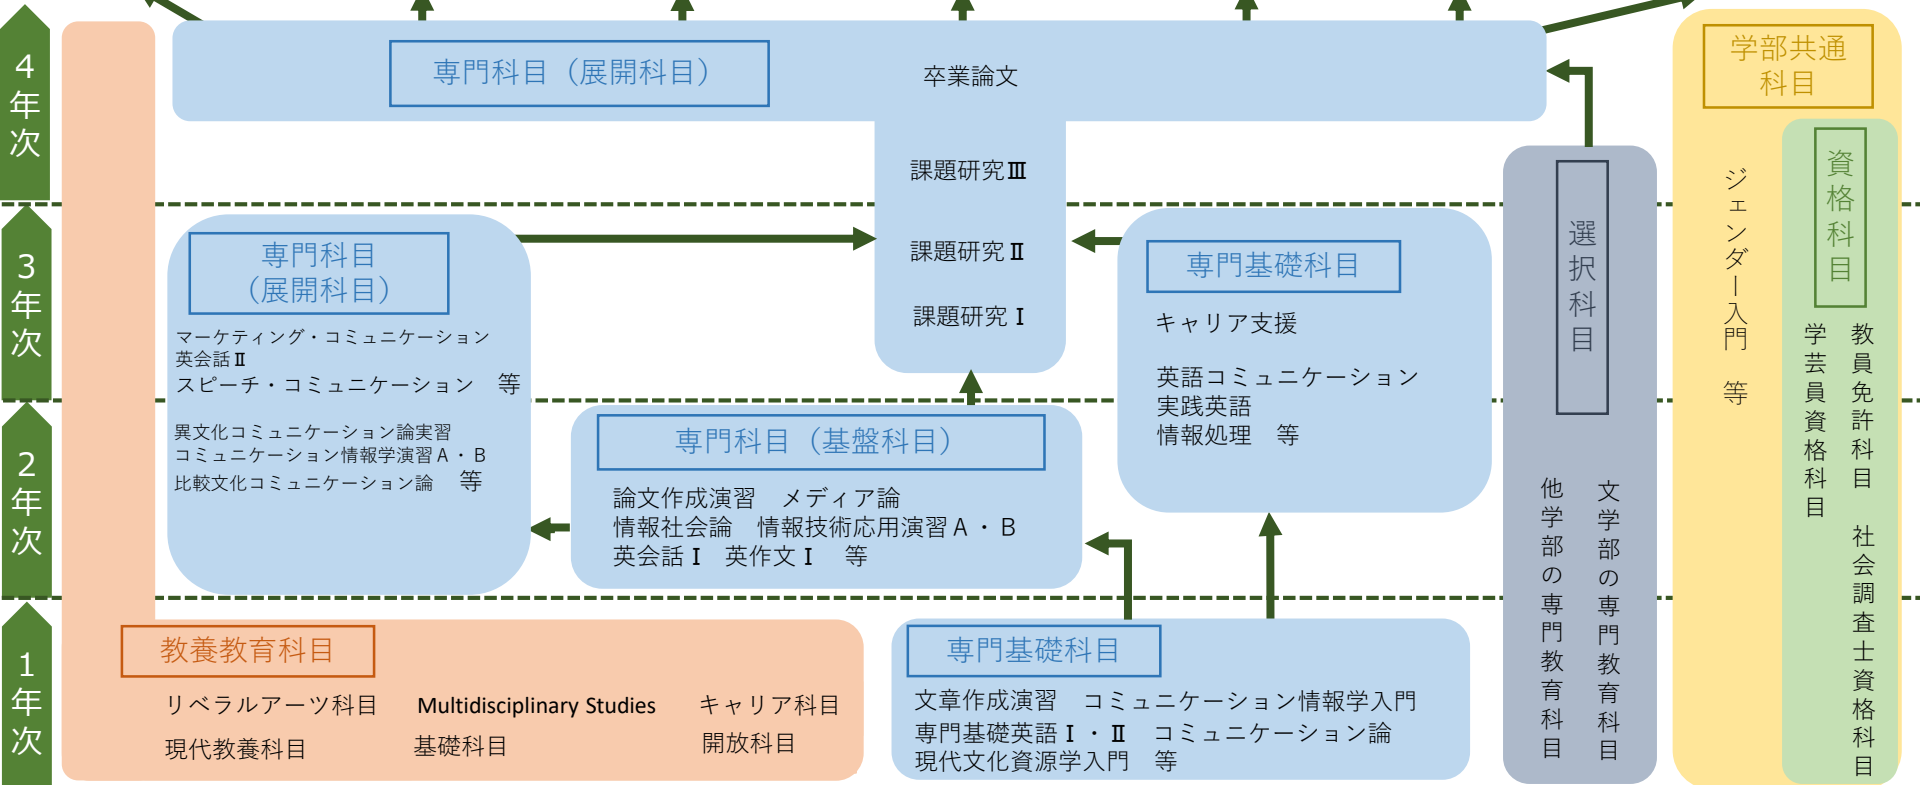 4年次
専門科目（展開科目）
卒業論文
課題研究Ⅲ
3年次
専門科目
（展開科目）
マーケティング・コミュニケーション
英会話Ⅱ
スピーチ・コミュニケーション　等
異文化コミュニケーション論実習
コミュニケーション情報学演習Ａ・Ｂ
比較文化コミュニケーション論　等
課題研究Ⅱ
課題研究Ⅰ
専門基礎科目
キャリア支援
英語コミュニケーション
実践英語
情報処理　等
2年次
専門科目（基盤科目）
論文作成演習　メディア論
情報社会論　情報技術応用演習Ａ・Ｂ
英会話Ⅰ　英作文Ⅰ　等
1年次
教養教育科目
リベラルアーツ科目　Multidisciplinary Studies　キャリア科目
現代教養科目　基礎科目　開放科目
専門基礎科目
文章作成演習　コミュニケーション情報学入門
専門基礎英語Ⅰ・Ⅱ　コミュニケーション論
現代文化資源学入門　等
選択科目
文学部の専門教育科目
他学部の専門教育科目
学部共通
科目
ジェンダー入門　等
資格科目
教員免許科目　社会調査士資格科目
学芸員資格科目